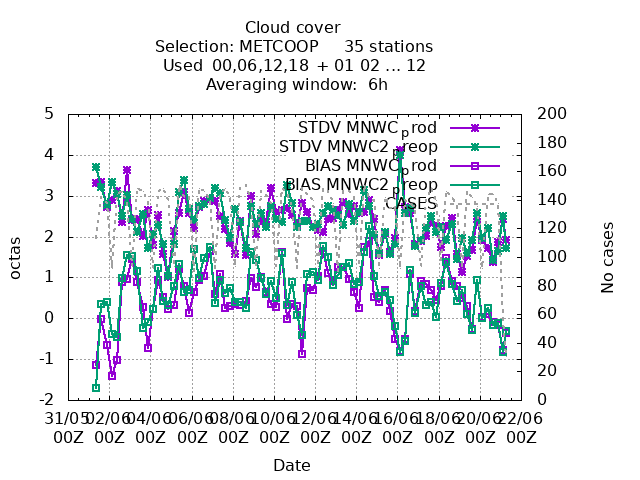 Cloud cover
Selection: METCOOP 35 stations
Used 00,06,12,18 + 01 02 ... 12
Averaging window: 6h
STDV MNWC_prod
STDV MNWC2_preop
BIAS MNWC_prod
BIAS MNWC2_preop
CASES
5
4
3
2
1
0
-1
-2
octas
200
180
160
140
120
100
80
60
40
20
0
No cases
31/05 02/06 04/06 06/06 08/06 10/06 12/06 14/06 16/06 18/06 20/06 22/06
00Z 00Z 00Z 00Z 00Z 00Z 00Z 00Z 00Z 00Z 00Z 00Z
Date